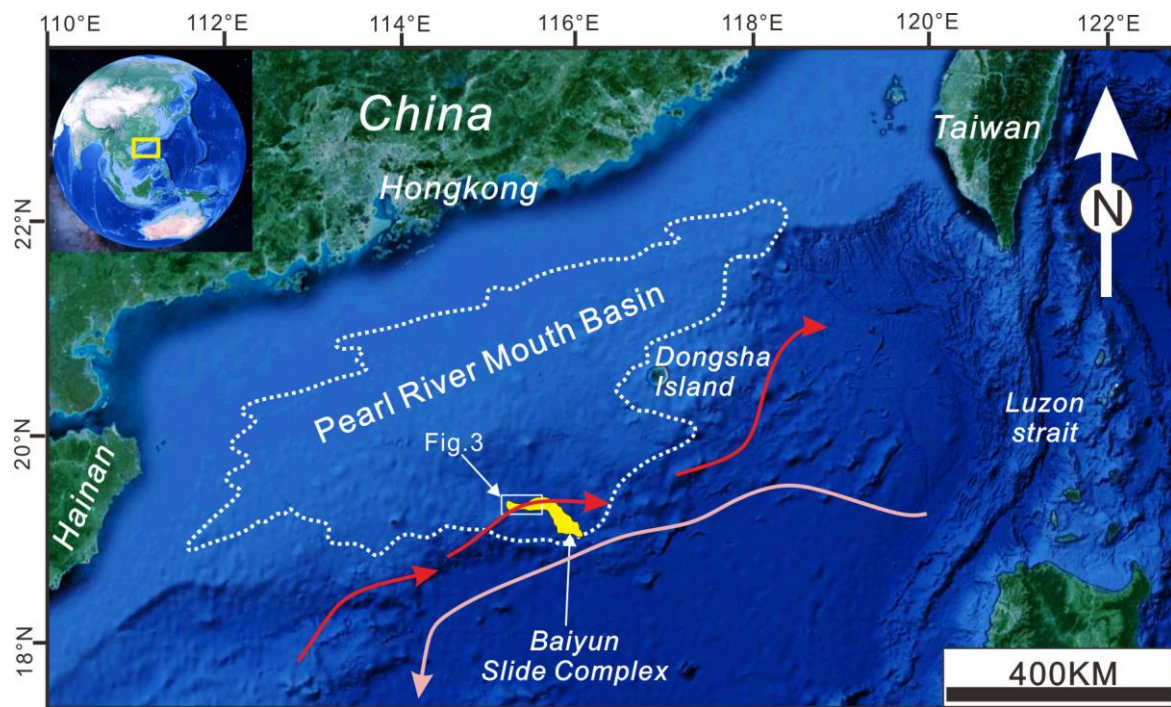 110°E
112°E
114°E
116°E
118°E
120°E
122°E
China
Hongkong
Taiwan
N
22°N
Pearl River Mouth Basin
Dongsha
Island
Luzon
strait
20°N
Fig.3
Hainan
Baiyun
Slide Complex
18°N
400KM